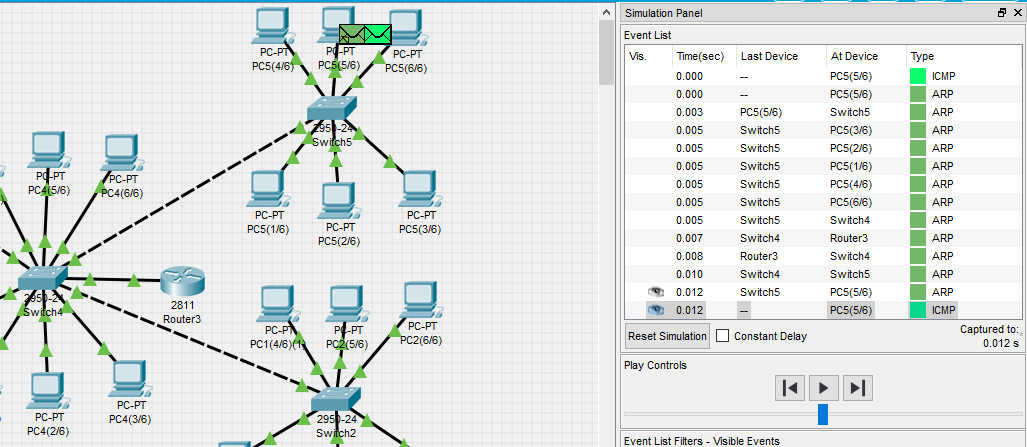 PC-PT
PC5(4/6)
PC-PT
PC5(5/6)
PC-PT
PC5(6/6)
2950-24
Switch5
PC-PT
PC4(5/6)
PC-PT
PC4(6/6)
PC-PT
PC5(1/6)
PC-PT
PC5(2/6)
PC-PT
PC5(3/6)
2950-24
Switch4
2811
Router3
PC-PT
PC1(4/6)(1
PC-PT
PC2(5/6)
PC-PT
PC2(6/6)
PC-PT
PC4(2/6)
PC-PT
PC4(3/6)
2950-24
Switch2
Simulation Panel
Event List
Vis. Time(sec) Last Device At Device Type
0.000 -- PC5(5/6) ICMP
0.000 -- PC5(5/6) ARP
0.003 PC5(5/6) Switch5 ARP
0.005 Switch5 PC5(3/6) ARP
0.005 Switch5 PC5(2/6) ARP
0.005 Switch5 PC5(1/6) ARP
0.005 Switch5 PC5(4/6) ARP
0.005 Switch5 PC5(6/6) ARP
0.005 Switch5 Switch4 ARP
0.007 Switch4 Router3 ARP
0.008 Router3 Switch4 ARP
0.010 Switch4 Switch5 ARP
0.012 Switch5 PC5(5/6) ARP
0.012 -- PC5(5/6) ICMP
Reset Simulation Constant Delay Captured to:
0.012 s
Play Controls
Event List Filters - Visible Events